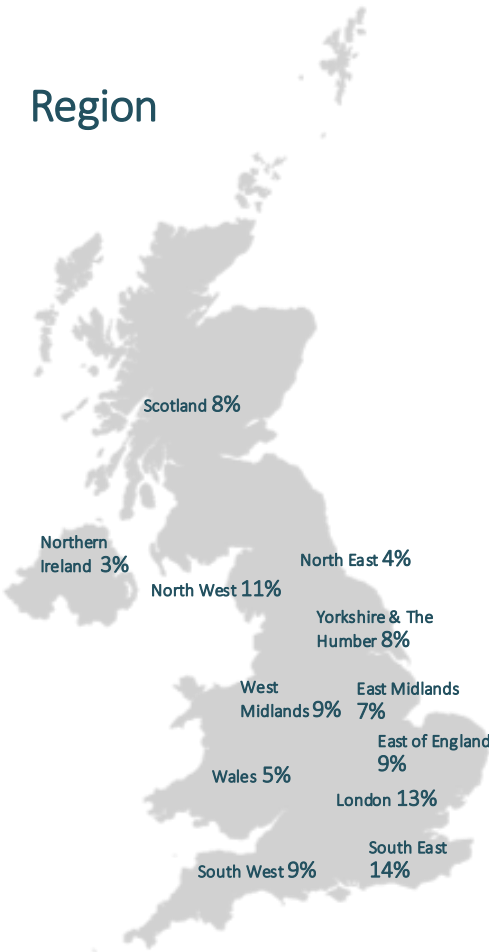 Region
Scotland 8%
Northern
Ireland 3%
North East 4%
North West 11%
Yorkshire & The
Humber 8%
West
Midlands 9%
East Midlands
7%
East of England
9%
Wales 5%
London 13%
South East
14%
South West 9%